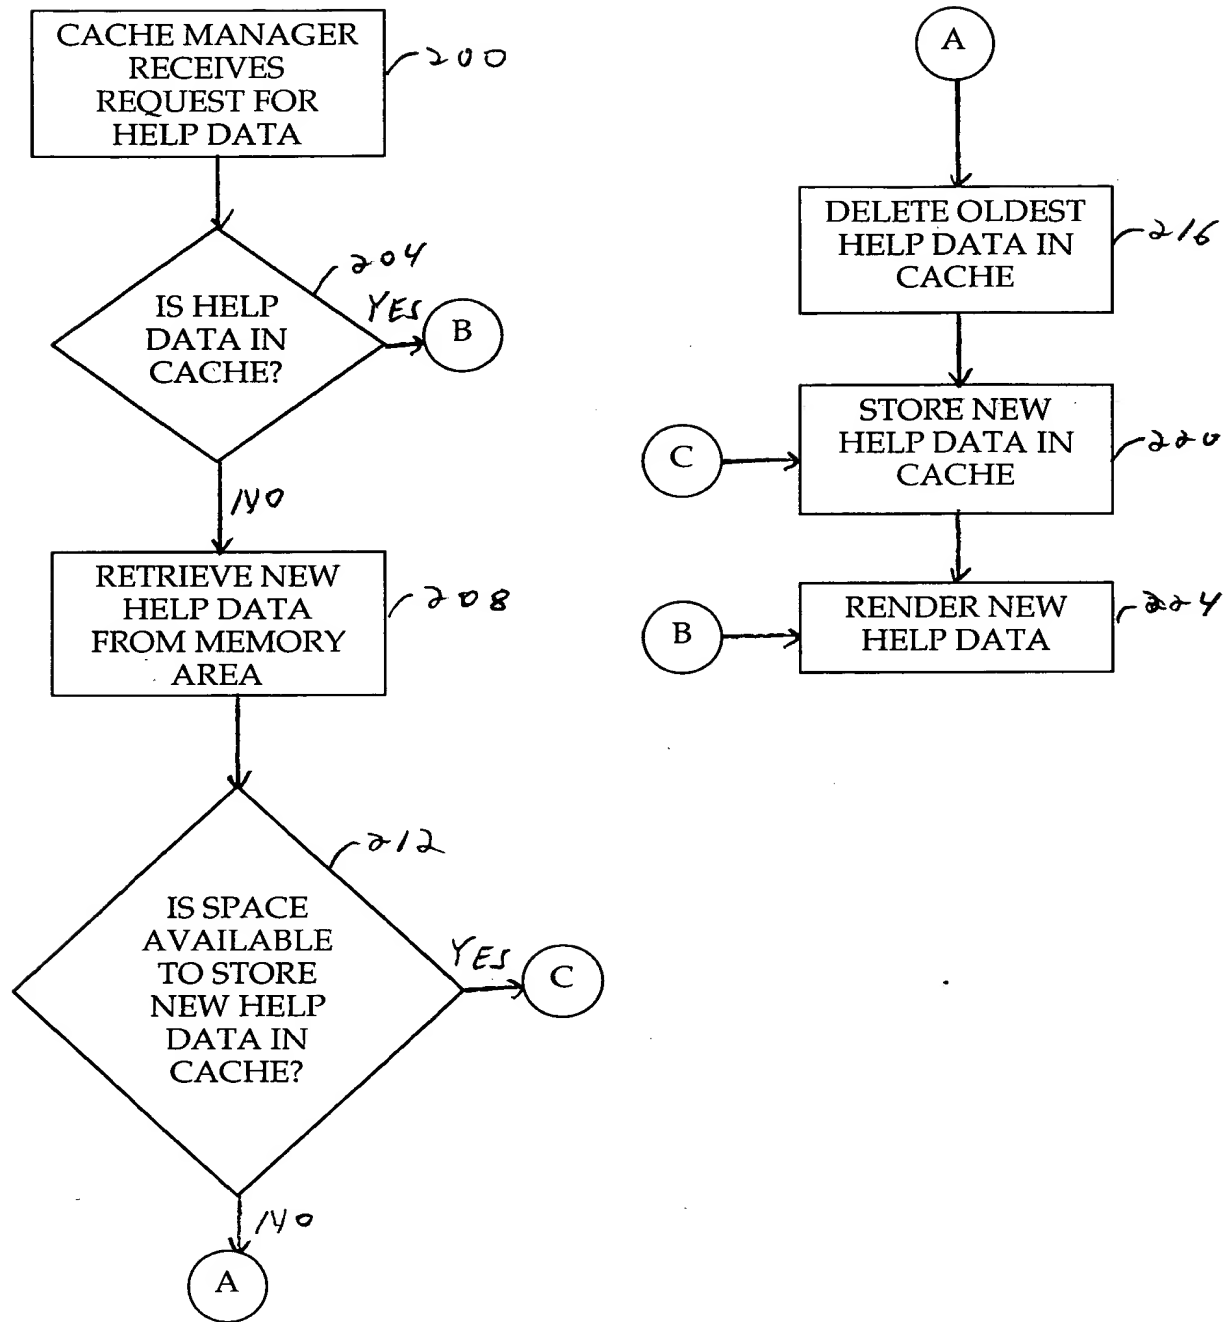 CACHE MANAGER
RECEIVES
REQUEST FOR
HELP DATA
200
204
IS HELP
DATA IN
CACHE?
YES
B
NO
RETRIEVE NEW
HELP DATA
FROM MEMORY
AREA
208
212
IS SPACE
AVAILABLE
TO STORE
NEW HELP
DATA IN
CACHE?
YES
C
NO
A
A
DELETE OLDEST
HELP DATA IN
CACHE
216
C
STORE NEW
HELP DATA IN
CACHE
220
B
RENDER NEW
HELP DATA
224